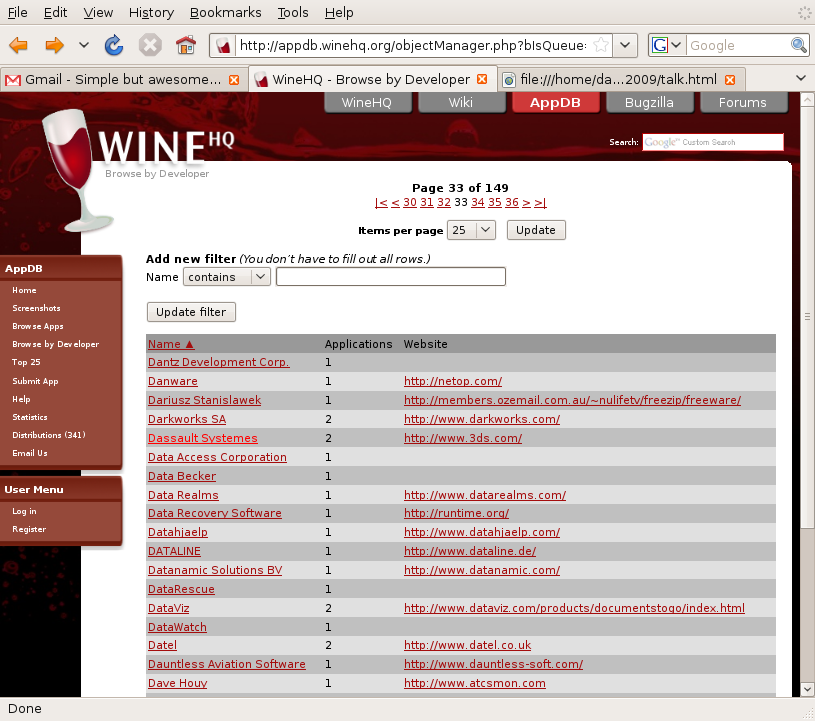 File Edit View History Bookmarks Tools Help
http://appdb.winehq.org/objectManager.php?bIsQueue= G Google
Gmail - Simple but awesome... WineHQ - Browse by Developer file:///home/da...2009/talk.html
WineHQ Wiki AppDB Bugzilla Forums
WINEHQ
Search: Google™ Custom Search
Browse by Developer
Page 33 of 149
|< < 30 31 32 33 34 35 36 > >|
Items per page 25 Update
Add new filter (You don't have to fill out all rows.)
Name contains
Update filter
AppDB
Home
Screenshots
Browse Apps
Browse by Developer
Top 25
Submit App
Help
Statistics
Distributions (341)
Email Us
User Menu
Log in
Register
Name ▲ Applications Website
Dantz Development Corp. 1
Danware 1 http://netop.com/
Dariusz Stanislawek 1 http://members.ozemail.com.au/~nulifetv/freezip/freeware/
Darkworks SA 2 http://www.darkworks.com/
Dassault Systemes 2 http://www.3ds.com/
Data Access Corporation 1
Data Becker 1
Data Realms 1 http://www.datarealms.com/
Data Recovery Software 1 http://runtime.org/
Datahjaelp 1 http://www.datahjaelp.com/
DATALINE 1 http://www.dataline.de/
Datanamic Solutions BV 1 http://www.datanamic.com/
DataRescue 1
DataViz 2 http://www.dataviz.com/products/documentstogo/index.html
DataWatch 1
Datel 2 http://www.datel.co.uk
Dauntless Aviation Software 1 http://www.dauntless-soft.com/
Dave Houv 1 http://www.atcsmon.com
Done